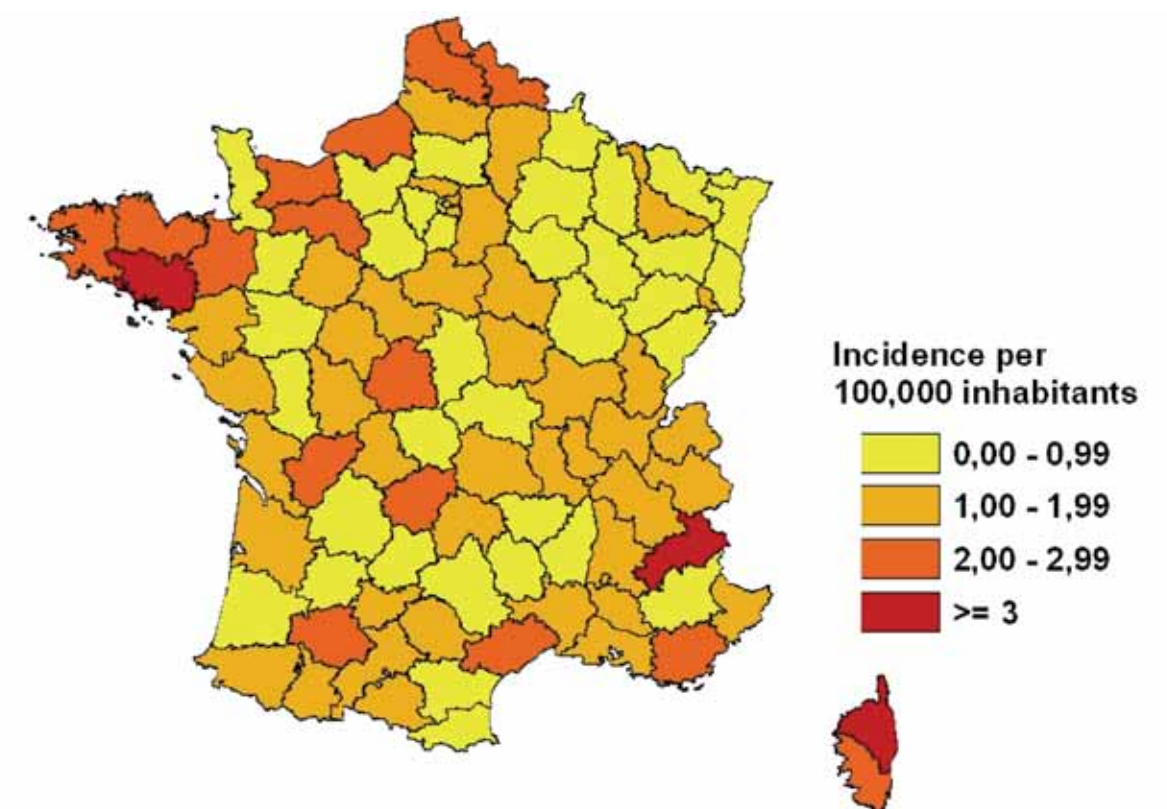 Incidence per
100,000 inhabitants
0,00 - 0,99
1,00 - 1,99
2,00 - 2,99
>= 3